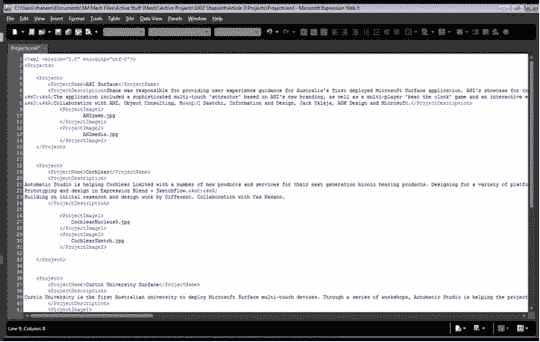 C:\Users\shanem\Documents\SM Mesh Files\Active Stuff (Mesh)\Active Projects\ANZ Sitepoint\Article 3\Projects\Projects.xml - Microsoft Expression Web 3
File Edit View Insert Format Tools Table Site Data View Panels Window Help
Projects.xml*
<?xml version="1.0" encoding="utf-8"?>
<Projects>
<Project>
<ProjectName>ANZ Surface</ProjectName>
<ProjectDescription>Shane was responsible for providing user experience guidance for Australia's first deployed Microsoft Surface application. ANZ's showcase for the
The application included a sophisticated multi-touch "attractor" based on ANZ's new branding, as well as a multi-player "beat the clock" game and an interactive
Collaboration with ANZ, Object Consulting, M&amp;C Saatchi, Information and Design, Jack Ukleja, AGW Design and Microsoft.</ProjectDescription>
<ProjectImage1>
ANZgame.jpg
</ProjectImage1>
<ProjectImage2>
ANZmedia.jpg
</ProjectImage2>
</Project>
<Project>
<ProjectName>Cochlear</ProjectName>
<ProjectDescription>
Automatic Studio is helping Cochlear Limited with a number of new products and services for their next generation bionic hearing products. Designing for a variety of
Prototyping and design in Expression Blend + SketchFlow.
Building on initial research and design work by Different. Collaboration with Yas Nakano.
</ProjectDescription>
<ProjectImage1>
CochlearNucleus5.jpg
</ProjectImage1>
<ProjectImage2>
CochlearSketch.jpg
</ProjectImage2>
</Project>
<Project>
<ProjectName>Curtin University Surface</ProjectName>
<ProjectDescription>
Curtin University is the first Australian university to deploy Microsoft Surface multi-touch devices. Through a series of workshops, Automatic Studio is helping the project
</ProjectDescription>
<ProjectImage1>
Line 9, Column 8